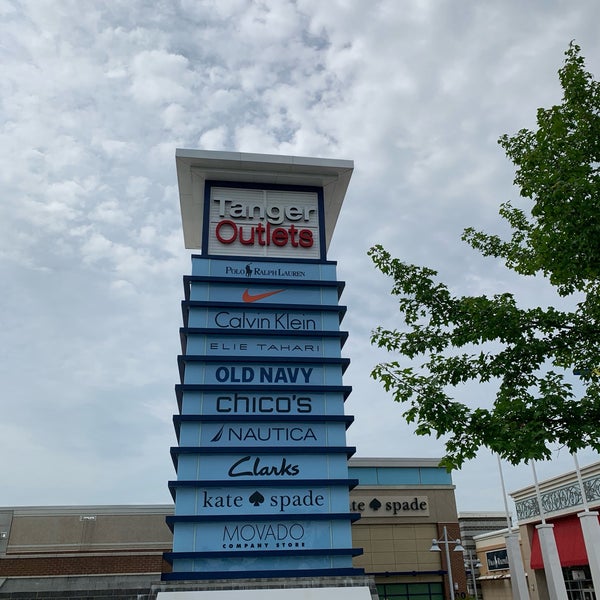 Tanger
Outlets
POLO RALPH LAUREN
Calvin Klein
ELIE TAHARI
OLD NAVY
CHICO'S
NAUTICA
Clarks
kate spade
MOVADO
COMPANY STORE
te spade